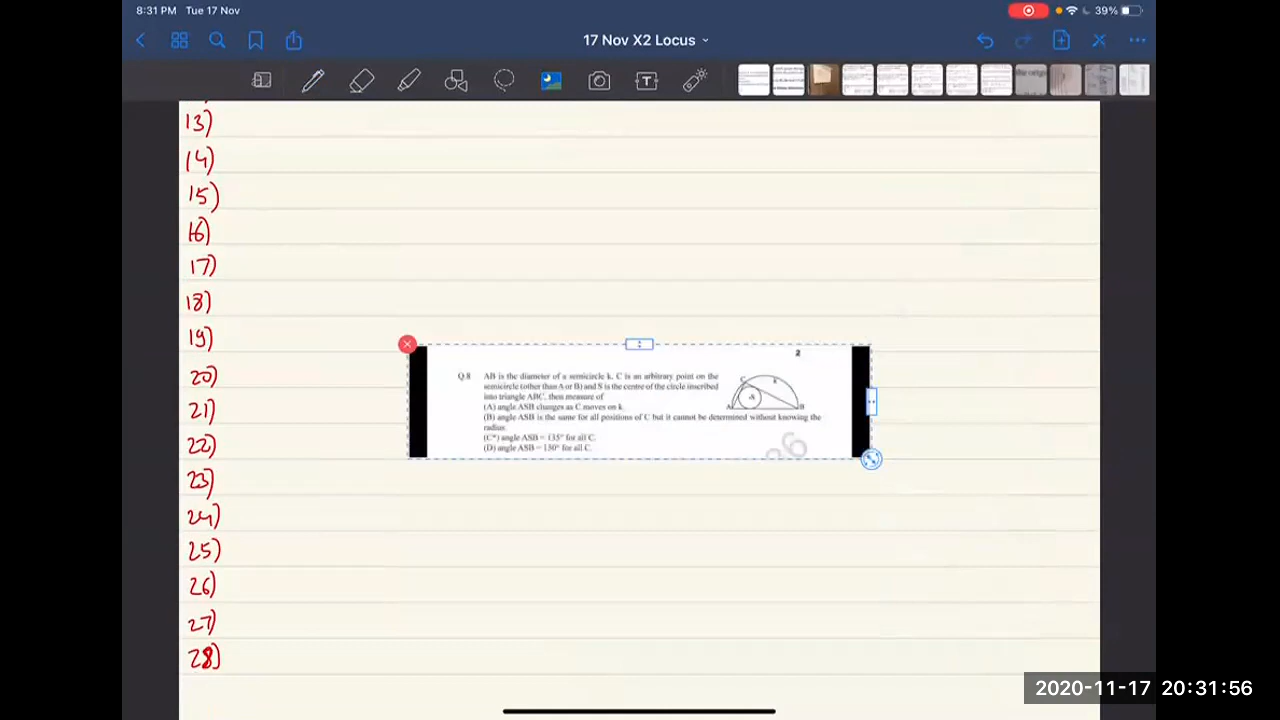 8:31 PM Tue 17 Nov
39%
17 Nov X2 Locus
13)
14)
15)
16)
17)
18)
19)
20)
21)
22)
23)
24)
25)
26)
27)
28)
2
Q.8 AB is the diameter of a semicircle k, C is an arbitrary point on the
semicircle (other than A or B) and S is the centre of the circle inscribed
into triangle ABC, then measure of
(A) angle ASB changes as C moves on k.
(B) angle ASB is the same for all positions of C but it cannot be determined without knowing the
radius.
(C*) angle ASB = 135° for all C.
(D) angle ASB = 150° for all C.
C
k
S
A
B
2020-11-17 20:31:56